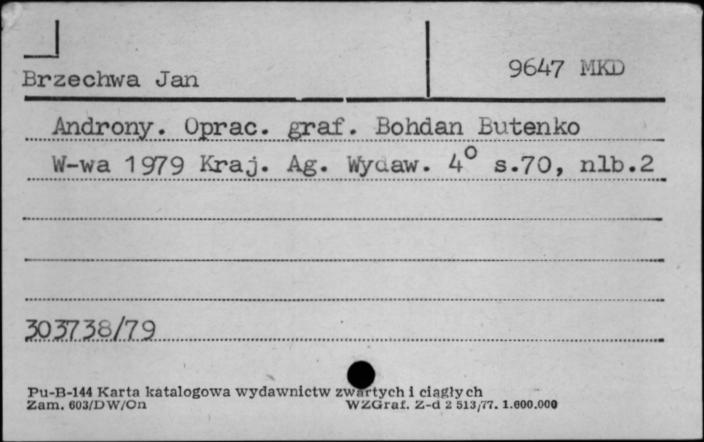 9647 MKD
Brzechwa Jan
Androny. Oprac. graf. Bohdan Butenko
W-wa 1979 Kraj. Ag. Wydaw. 4° s.70, nlb.2
303738/79
Pu-B-144 Karta katalogowa wydawnictw zwartych i ciągłych
Zam. 603/DW/On WZGraf. Z-d 2 513/77. 1.600.000